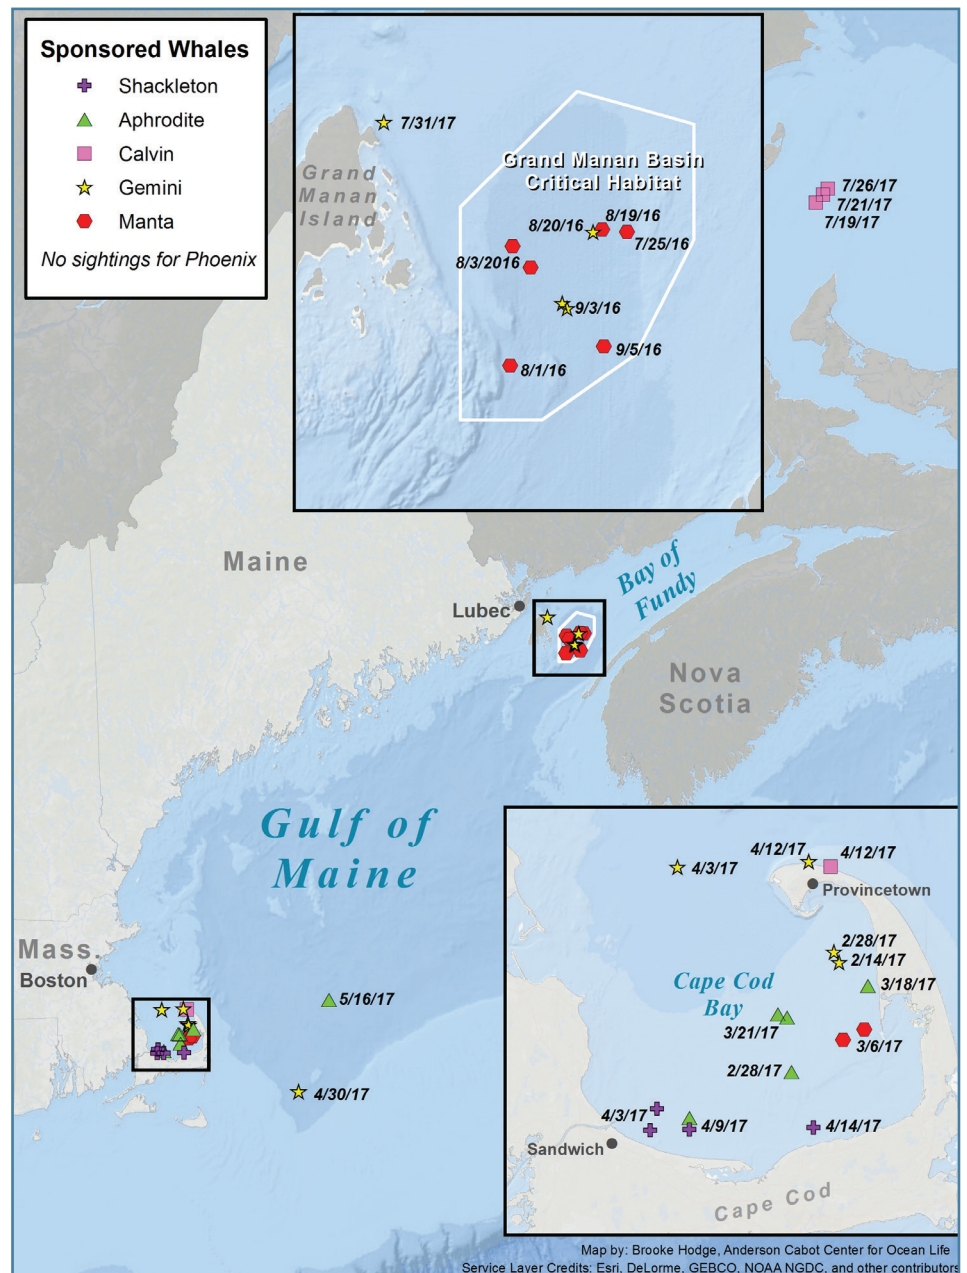 Sponsored Whales
Shackleton
Aphrodite
Calvin
Gemini
Manta
No sightings for Phoenix
7/31/17
Grand
Manan
Island
Grand Manan Basin
Critical Habitat
8/20/16
8/19/16
7/25/16
8/3/2016
9/3/16
9/5/16
8/1/16
7/26/17
7/21/17
7/19/17
Maine
Lubec
Bay of
Fundy
Nova
Scotia
Gulf of
Maine
Mass.
Boston
5/16/17
4/30/17
4/3/17
4/12/17
4/12/17
Provincetown
2/28/17
2/14/17
Cape Cod
Bay
3/18/17
3/21/17
3/6/17
2/28/17
4/3/17
4/9/17
4/14/17
Sandwich
Cape Cod
Map by: Brooke Hodge, Anderson Cabot Center for Ocean Life
Service Layer Credits: Esri, DeLorme, GEBCO, NOAA NGDC, and other contributors